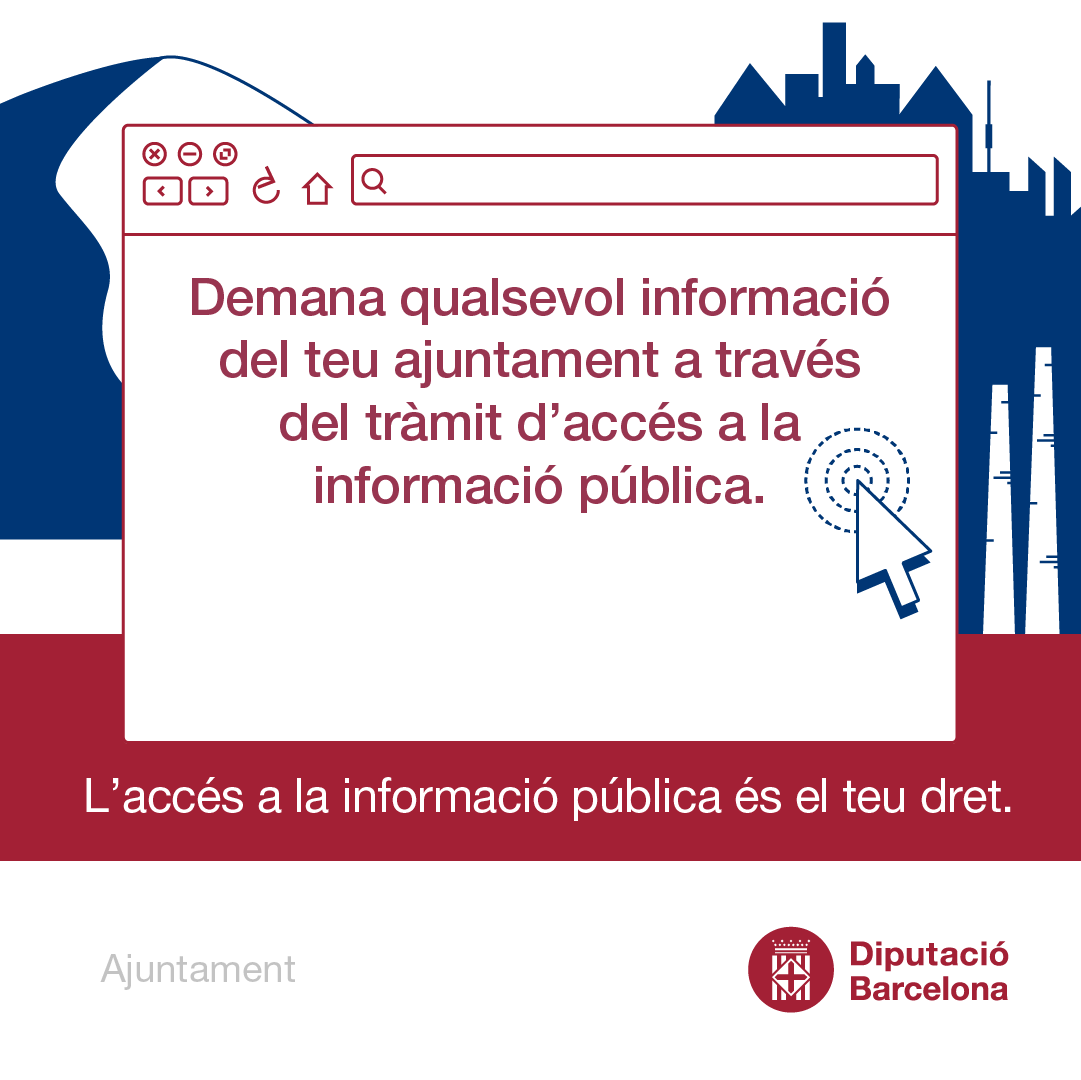 Demana qualsevol informació
del teu ajuntament a través
del tràmit d’accés a la
informació pública.
L’accés a la informació pública és el teu dret.
Ajuntament
Diputació
Barcelona